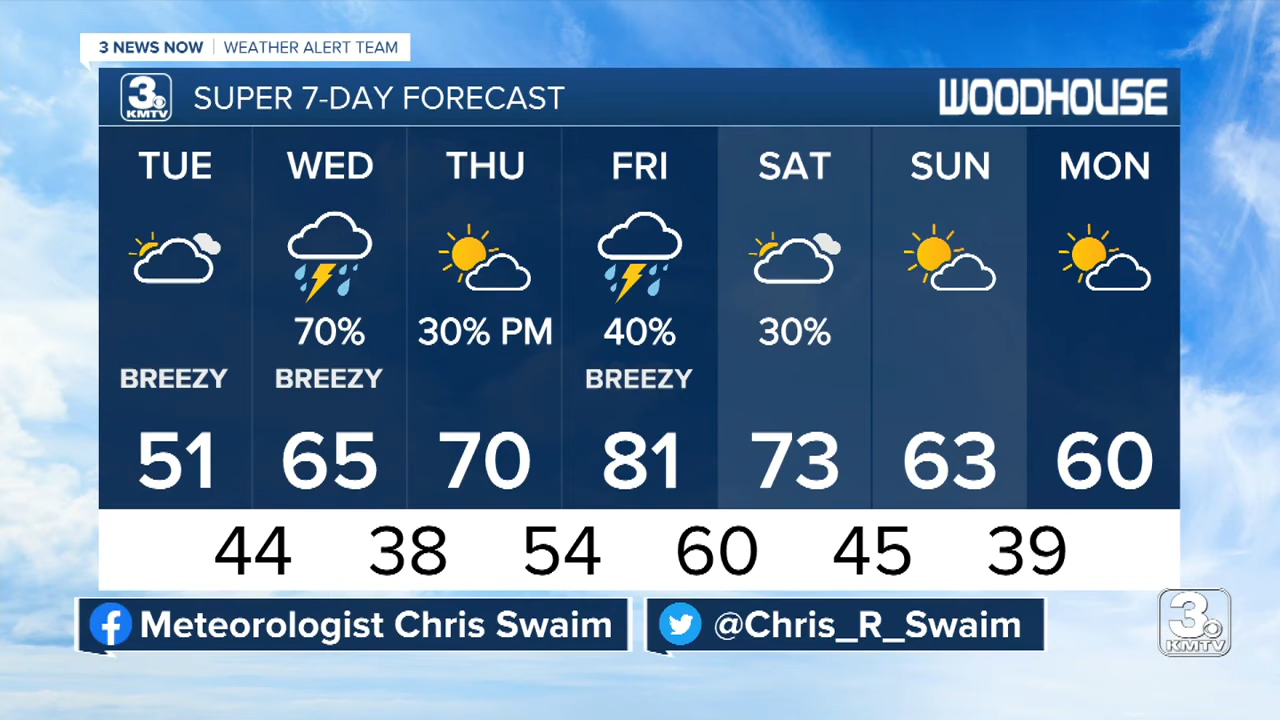 3 NEWS NOW | WEATHER ALERT TEAM
3 KMTV SUPER 7-DAY FORECAST WOODHOUSE
TUE WED THU FRI SAT SUN MON
70% 30% PM 40% 30%
BREEZY BREEZY BREEZY
51 65 70 81 73 63 60
44 38 54 60 45 39
Meteorologist Chris Swaim @Chris_R_Swaim
3 KMTV